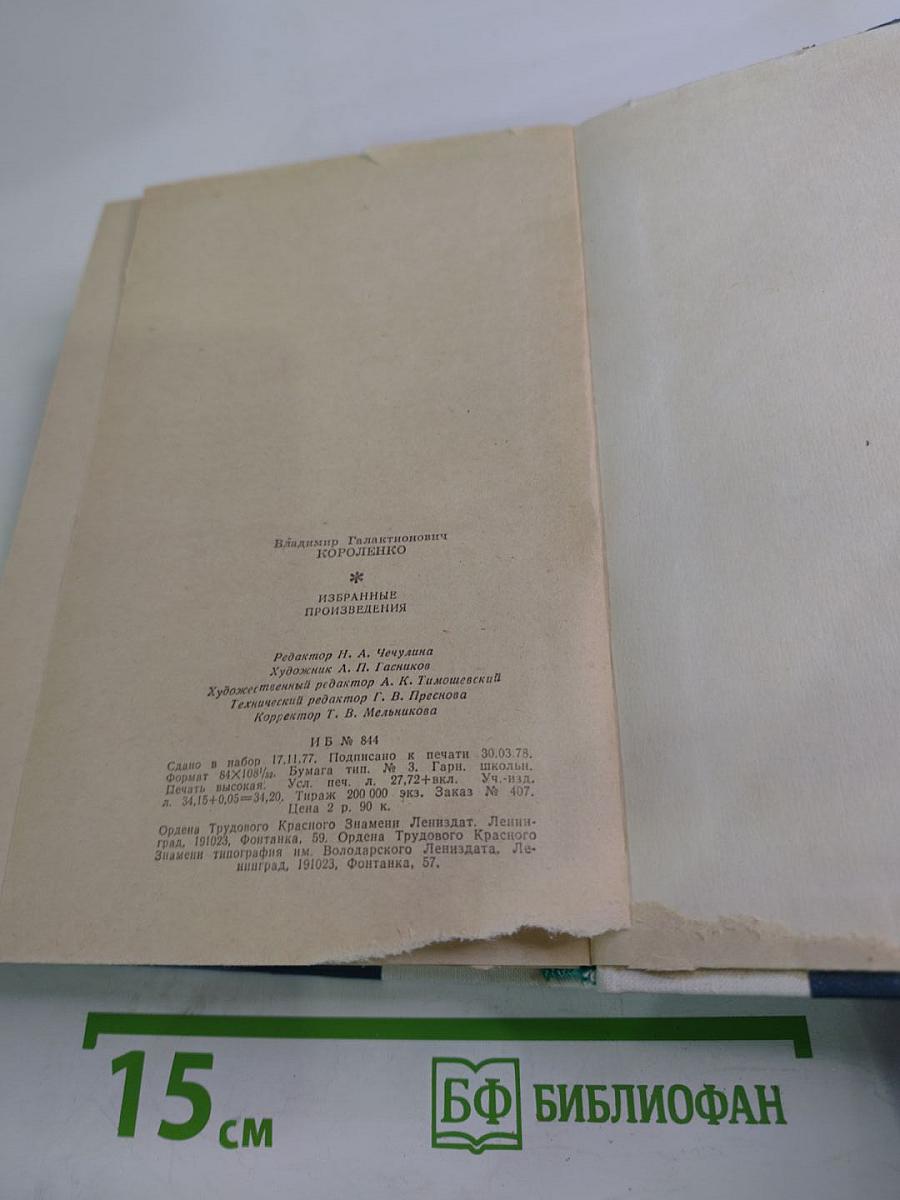 Владимир Галактионович
КОРОЛЕНКО
*
ИЗБРАННЫЕ
ПРОИЗВЕДЕНИЯ
Редактор Н. А. Чечулина
Художник А. П. Гасников
Художественный редактор А. К. Тимошевский
Технический редактор Г. В. Преснова
Корректор Т. В. Мельникова
ИБ № 844
Сдано в набор 17.11.77. Подписано к печати 30.03.78.
Формат 84×108¹/₃₂. Бумага тип. № 3. Гарн. школьн.
Печать высокая. Усл. печ. л. 27,72+вкл. Уч.-изд.
л. 34,15+0,05=34,20. Тираж 200 000 экз. Заказ № 407.
Цена 2 р. 90 к.
Ордена Трудового Красного Знамени Лениздат. Ленин-
град, 191023, Фонтанка, 59. Ордена Трудового Красного
Знамени типография им. Володарского Лениздата, Ле-
нинград, 191023, Фонтанка, 57.
15 см
БФ БИБЛИОФАН